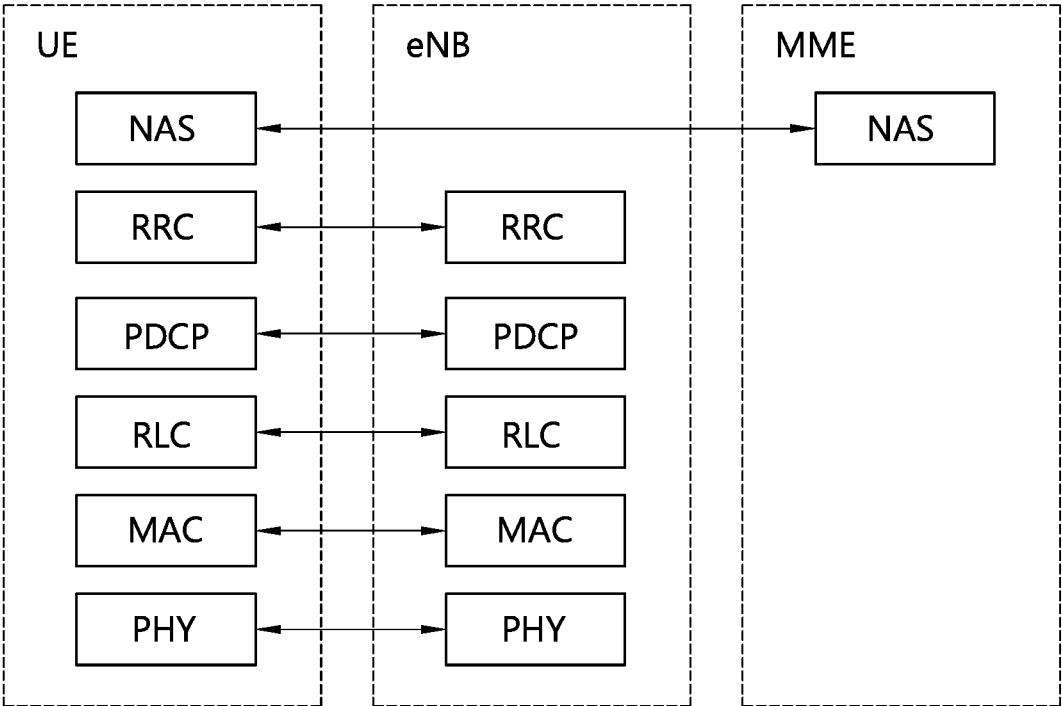 UE eNB MME
NAS NAS
RRC RRC
PDCP PDCP
RLC RLC
MAC MAC
PHY PHY